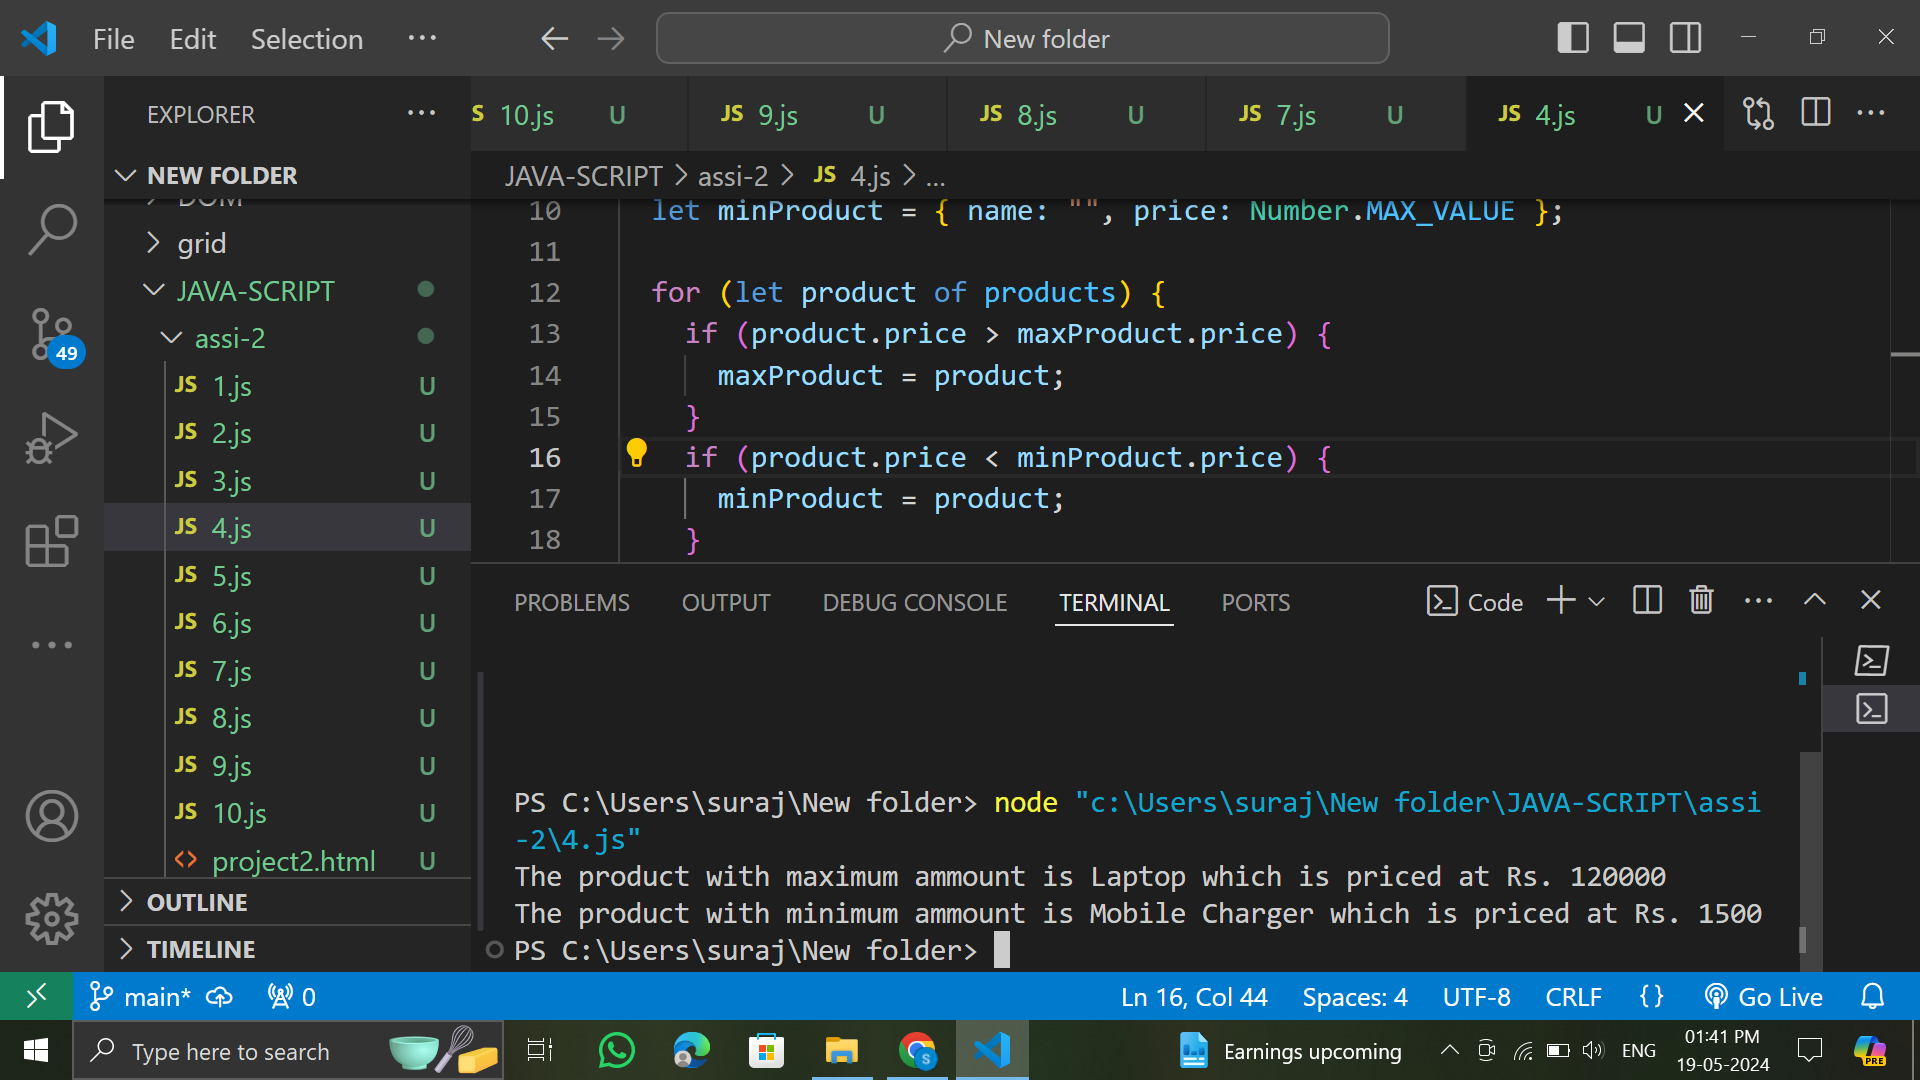 File Edit Selection ...
New folder
EXPLORER ...
JS 10.js U JS 9.js U JS 8.js U JS 7.js U JS 4.js U
NEW FOLDER
JAVA-SCRIPT > assi-2 > JS 4.js > ...
DOM
grid
JAVA-SCRIPT
assi-2
JS 1.js U
JS 2.js U
JS 3.js U
JS 4.js U
JS 5.js U
JS 6.js U
JS 7.js U
JS 8.js U
JS 9.js U
JS 10.js U
<> project2.html U
OUTLINE
TIMELINE
49
10 let minProduct = { name: "", price: Number.MAX_VALUE };
11
12 for (let product of products) {
13 if (product.price > maxProduct.price) {
14 maxProduct = product;
15 }
16 if (product.price < minProduct.price) {
17 minProduct = product;
18 }
PROBLEMS OUTPUT DEBUG CONSOLE TERMINAL PORTS Code
PS C:\Users\suraj\New folder> node "c:\Users\suraj\New folder\JAVA-SCRIPT\assi
-2\4.js"
The product with maximum ammount is Laptop which is priced at Rs. 120000
The product with minimum ammount is Mobile Charger which is priced at Rs. 1500
PS C:\Users\suraj\New folder>
main* 0 Ln 16, Col 44 Spaces: 4 UTF-8 CRLF {} Go Live
Type here to search
S
Earnings upcoming
ENG
01:41 PM
19-05-2024
PRE